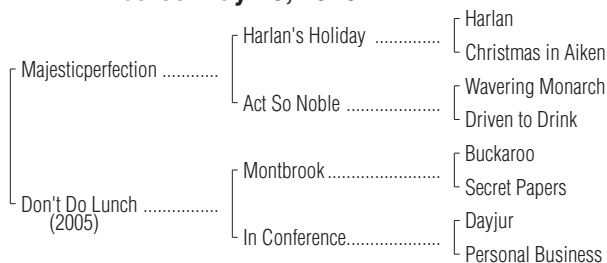 Harlan
Harlan's Holiday ..............
Christmas in Aiken
Majesticperfection ............
Wavering Monarch
Act So Noble .....................
Driven to Drink
Buckaroo
Montbrook.........................
Secret Papers
Don't Do Lunch ................
(2005)
Dayjur
In Conference.....................
Personal Business